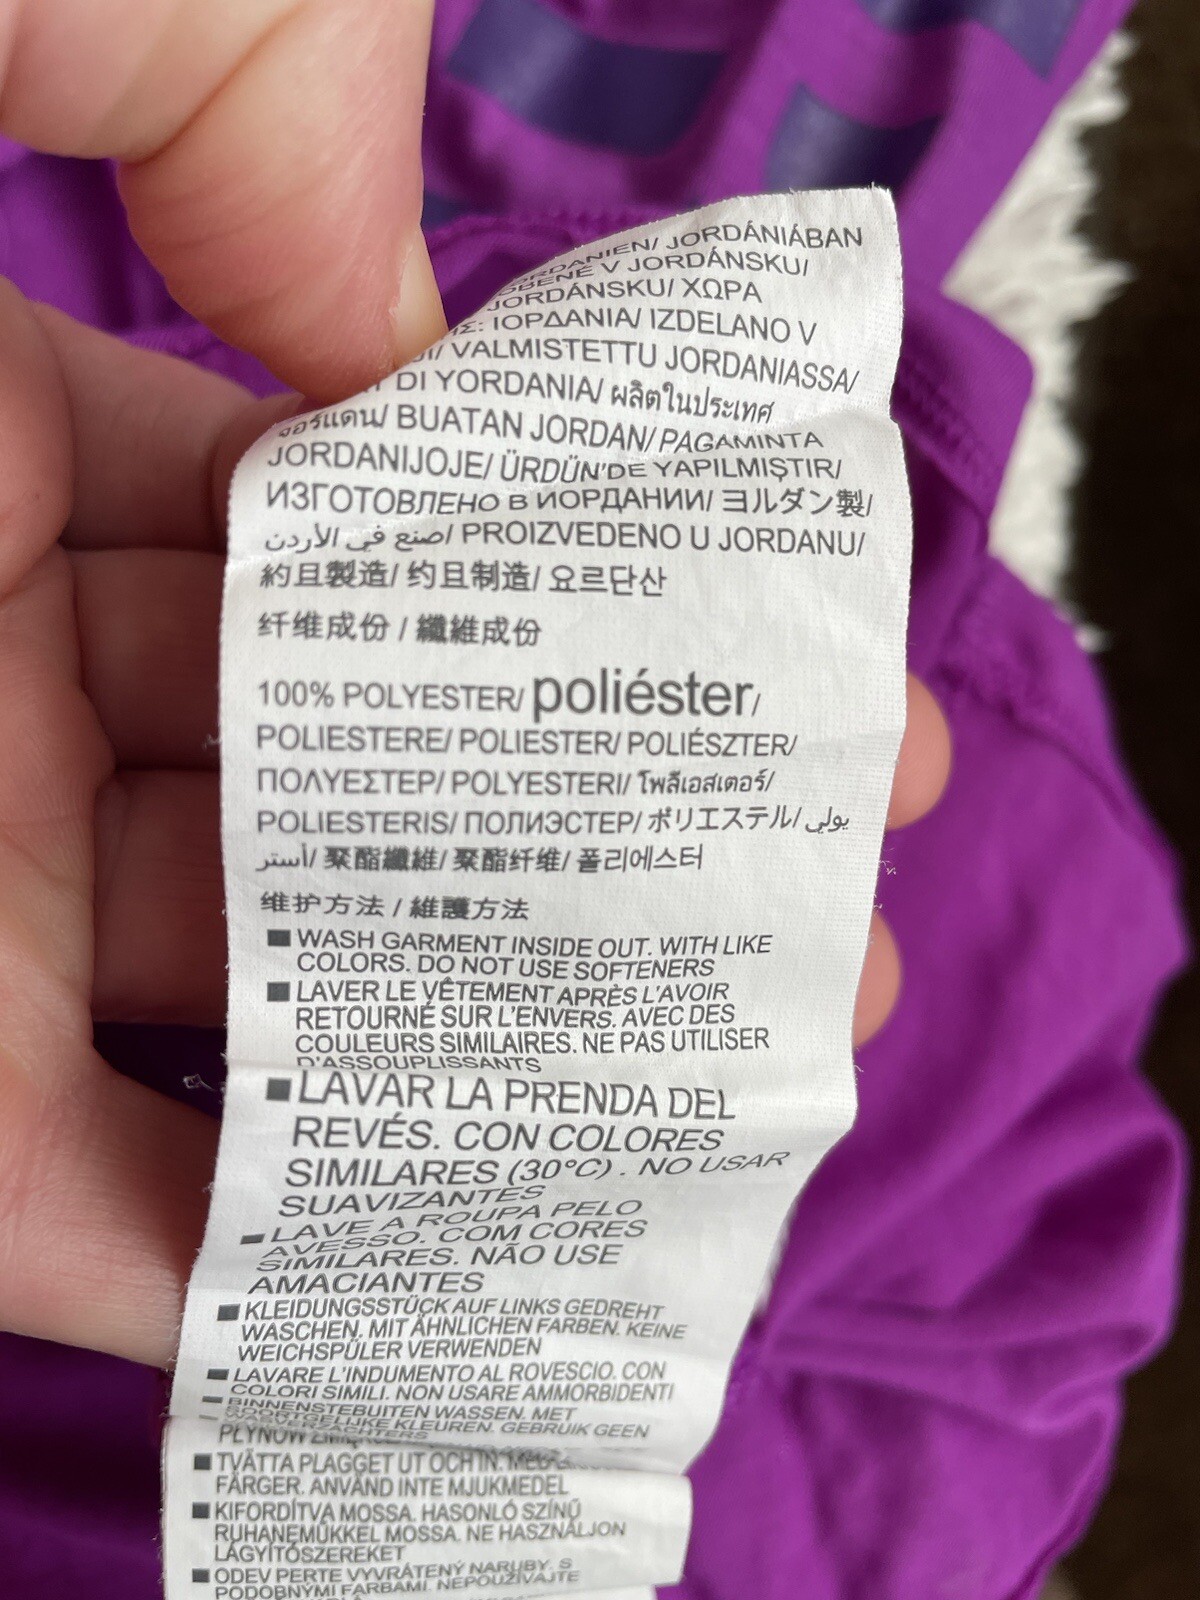 JORDÁNIÁBAN
V JORDÁNSKU/
JORDÁNSKU/ ΧΩΡΑ
ΙΟΡΔΑΝΙΑ/ IZDELANO V
VALMISTETTU JORDANIASSA/
DI YORDANIA/ ผลิตในประเทศ
จอร์แดน/ BUATAN JORDAN/ PAGAMINTA
JORDANIJOJE/ ÜRDÜN'DE YAPILMIŞTIR/
ИЗГОТОВЛЕНО В ИОРДАНИИ/ ヨルダン製/
صنع في الأردن/ PROIZVEDENO U JORDANU/
約旦製造/ 约旦制造/ 요르단산
纤维成份 / 纖維成份
100% POLYESTER/ poliéster/
POLIESTERE/ POLIESTER/ POLIÉSZTER/
ΠΟΛΥΕΣΤΕΡ/ POLYESTERI/ โพลีเอสเตอร์/
POLIESTERIS/ ПОЛИЭСТЕР/ ポリエステル/ بولي
أستر/ 聚酯纖維/ 聚酯纤维/ 폴리에스터
维护方法 / 維護方法
■ WASH GARMENT INSIDE OUT. WITH LIKE
COLORS. DO NOT USE SOFTENERS
■ LAVER LE VÊTEMENT APRÈS L'AVOIR
RETOURNÉ SUR L'ENVERS. AVEC DES
COULEURS SIMILAIRES. NE PAS UTILISER
D'ASSOUPLISSANTS
■ LAVAR LA PRENDA DEL
REVÉS. CON COLORES
SIMILARES (30°C) . NO USAR
SUAVIZANTES
■ LAVE A ROUPA PELO
AVESSO. COM CORES
SIMILARES. NÃO USE
AMACIANTES
■ KLEIDUNGSSTÜCK AUF LINKS GEDREHT
WASCHEN. MIT ÄHNLICHEN FARBEN. KEINE
WEICHSPÜLER VERWENDEN
■ LAVARE L'INDUMENTO AL ROVESCIO. CON
COLORI SIMILI. NON USARE AMMORBIDENTI
■ BINNENSTEBUITEN WASSEN. MET
SOORTGELIJKE KLEUREN. GEBRUIK GEEN
WASVERZACHTERS
PŁYNÓW
■ TVÄTTA PLAGGET UT OCH IN. MED
FÄRGER. ANVÄND INTE MJUKMEDEL
■ KIFORDÍTVA MOSSA. HASONLÓ SZÍNŰ
RUHANEMŰKKEL MOSSA. NE HASZNÁLJON
LÁGYÍTÓSZEREKET
■ ODEV PERTE VYVRÁTENÝ NARUBY. S
PODOBNÝMI FARBAMI. NEPOUŽÍVAJTE